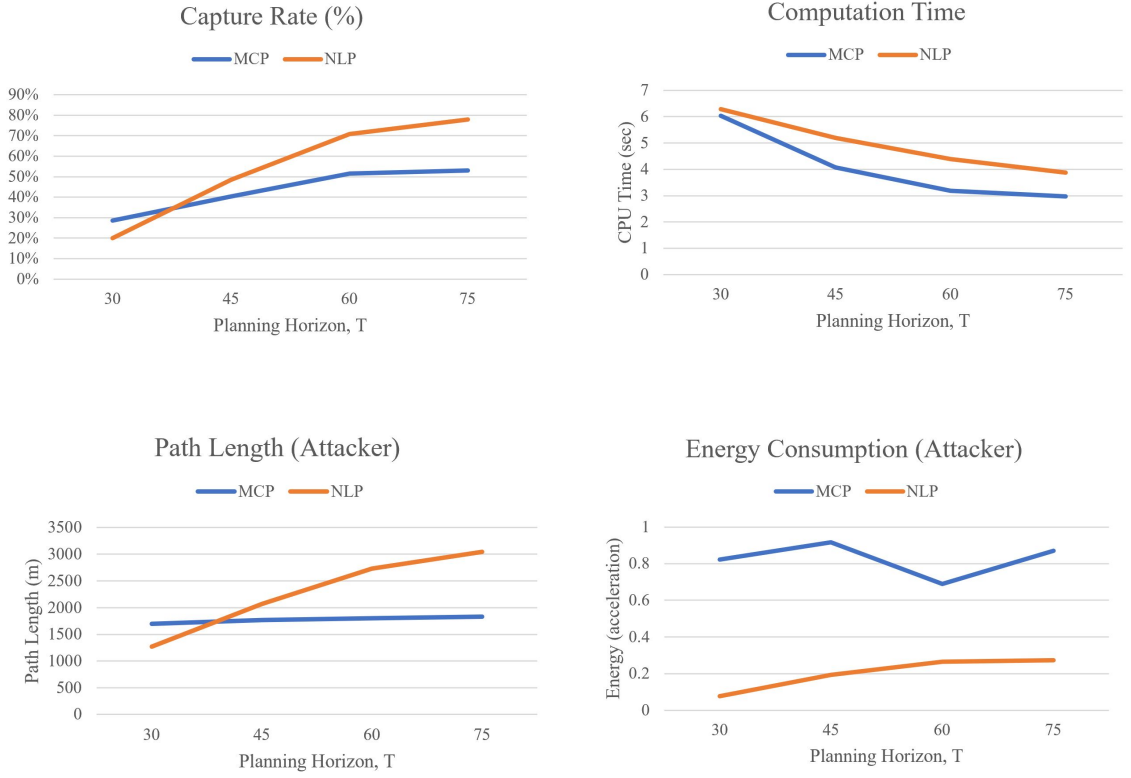 Capture Rate (%)
MCP NLP
90%
80%
70%
60%
50%
40%
30%
20%
10%
0%
30 45 60 75
Planning Horizon, T
Computation Time
MCP NLP
CPU Time (sec)
7
6
5
4
3
2
1
0
30 45 60 75
Planning Horizon, T
Path Length (Attacker)
MCP NLP
Path Length (m)
3500
3000
2500
2000
1500
1000
500
0
30 45 60 75
Planning Horizon, T
Energy Consumption (Attacker)
MCP NLP
Energy (acceleration)
1
0.8
0.6
0.4
0.2
0
30 45 60 75
Planning Horizon, T